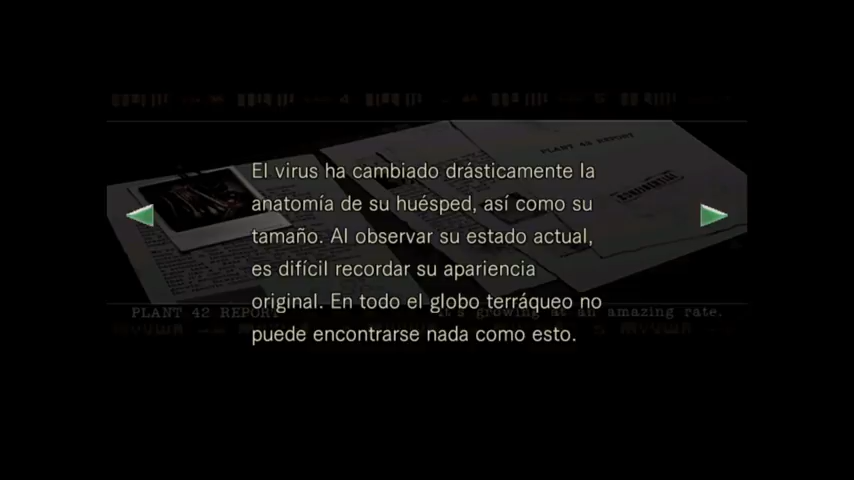 PLANT 42 REPORT
CONFIDENTIAL
El virus ha cambiado drásticamente la
anatomía de su huésped, así como su
tamaño. Al observar su estado actual,
es difícil recordar su apariencia
original. En todo el globo terráqueo no
puede encontrarse nada como esto.
PLANT 42 REPORT
It's growing at an amazing rate.